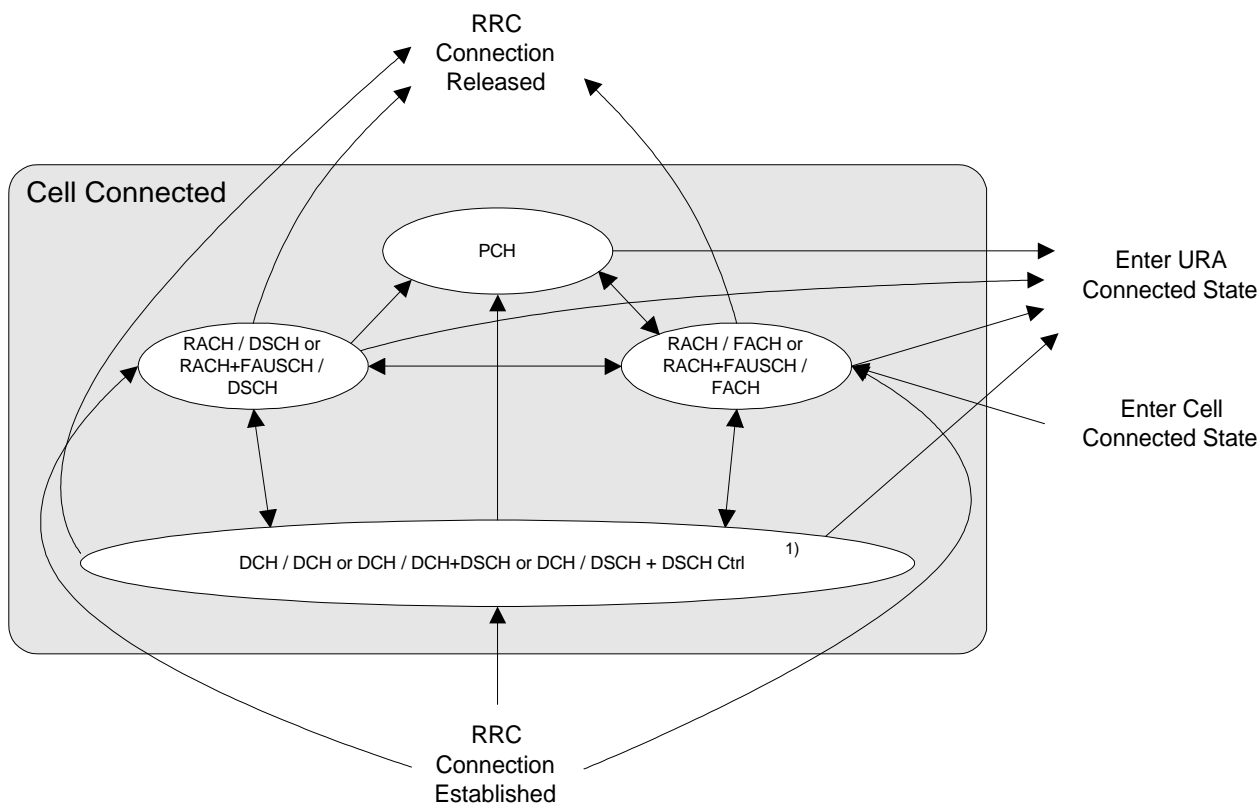 RRC
Connection
Released
Cell Connected
PCH
Enter URA
Connected State
RACH / DSCH or
RACH+FAUSCH /
DSCH
RACH / FACH or
RACH+FAUSCH /
FACH
Enter Cell
Connected State
1)
DCH / DCH or DCH / DCH+DSCH or DCH / DSCH + DSCH Ctrl
RRC
Connection
Established